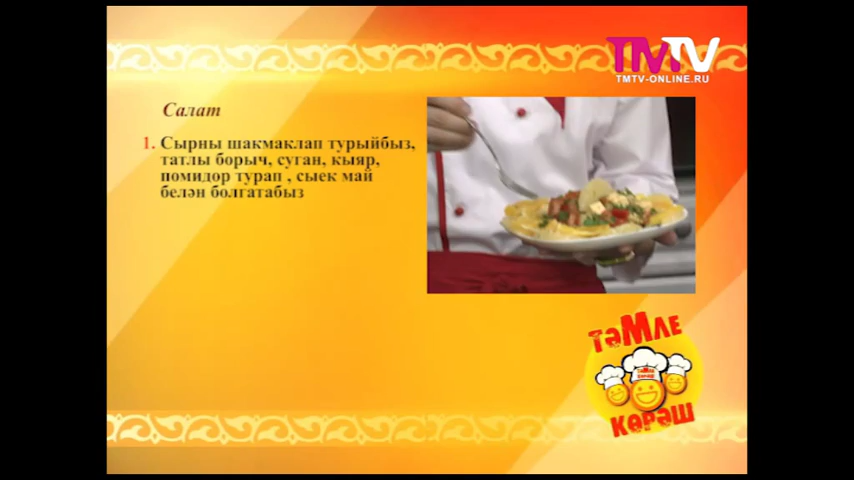 TMTV
TMTV-ONLINE.RU
Салат
1. Сырны шакмаклап турыйбыз,
татлы борыч, суган, кыяр,
помидор турап , сыек май
белән болгатабыз
тәМле
көрәш